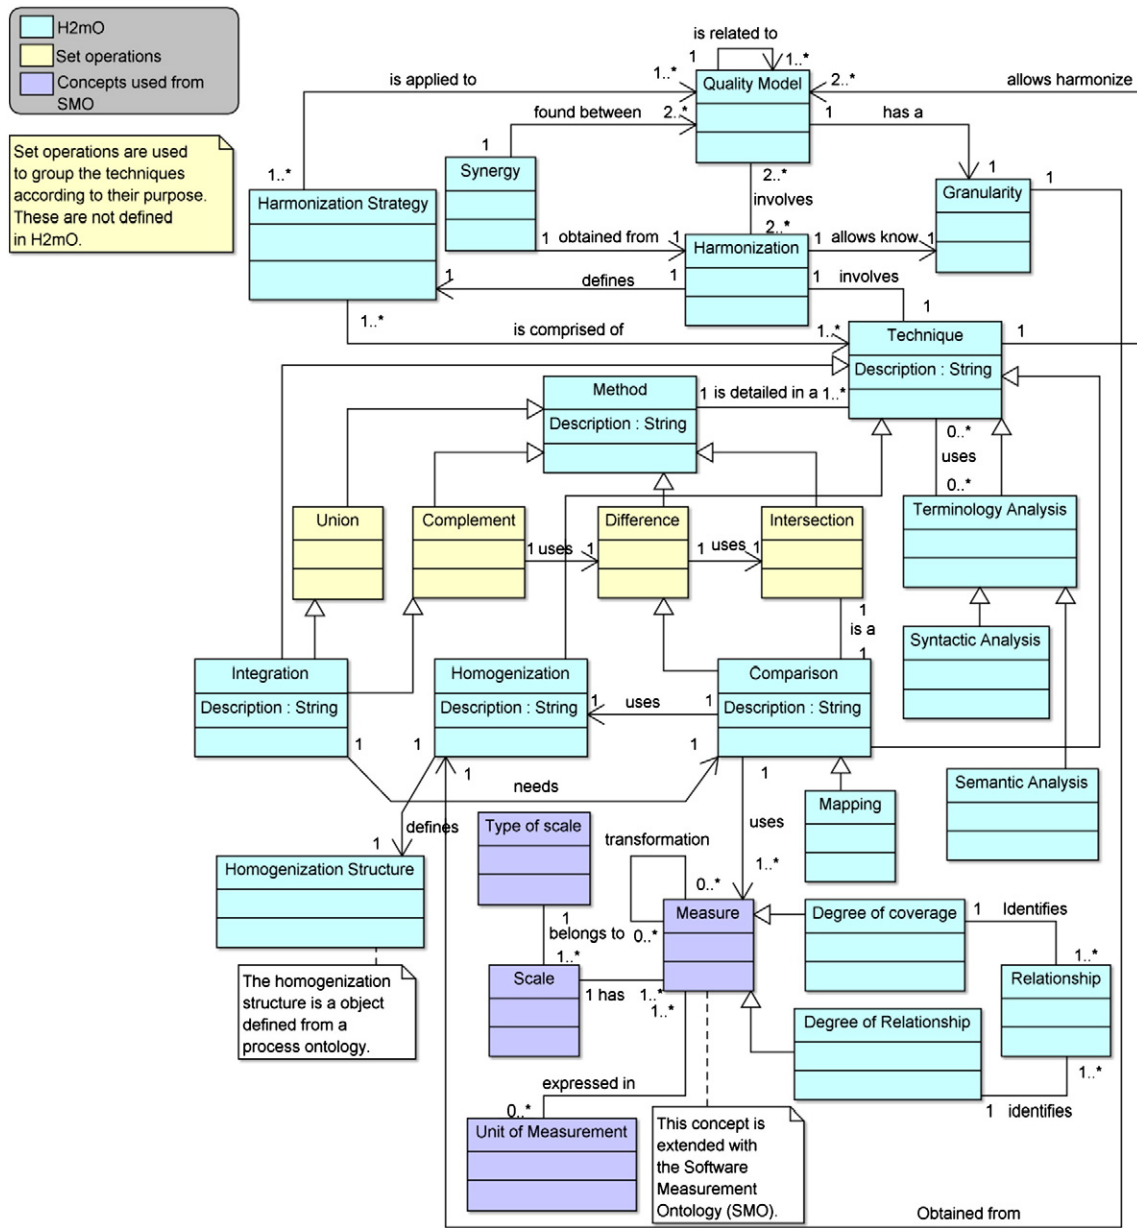 H2mO
Set operations
Concepts used from
SMO
Set operations are used
to group the techniques
according to their purpose.
These are not defined
in H2mO.
is related to
1
1..*
is applied to
1..*
Quality Model
2..*
allows harmonize
found between
2..*
1
has a
1
Synergy
2..*
1
1
1..*
Harmonization Strategy
involves
Granularity
2..*
1
obtained from
1
Harmonization
1
allows know
1
1
defines
1
1
involves
1
1..*
is comprised of
1..*
Technique
1
Description : String
Method
Description : String
1
is detailed in a
1..*
0..*
uses
0..*
Union
Complement
Difference
Intersection
Terminology Analysis
1
uses
1
1
uses
1
1
is a
1
Syntactic Analysis
Integration
Description : String
Homogenization
Description : String
Comparison
Description : String
1
uses
1
1
1
1
1
1
needs
Semantic Analysis
Mapping
defines
1
Type of scale
transformation
uses
Homogenization Structure
0..*
1..*
1
Measure
Degree of coverage
1
Identifies
belongs to
0..*
1..*
1..*
The homogenization
structure is a object
defined from a
process ontology.
Scale
1
has
1..*
1..*
Relationship
Degree of Relationship
1..*
1
identifies
expressed in
0..*
Unit of Measurement
This concept is
extended with
the Software
Measurement
Ontology (SMO).
Obtained from